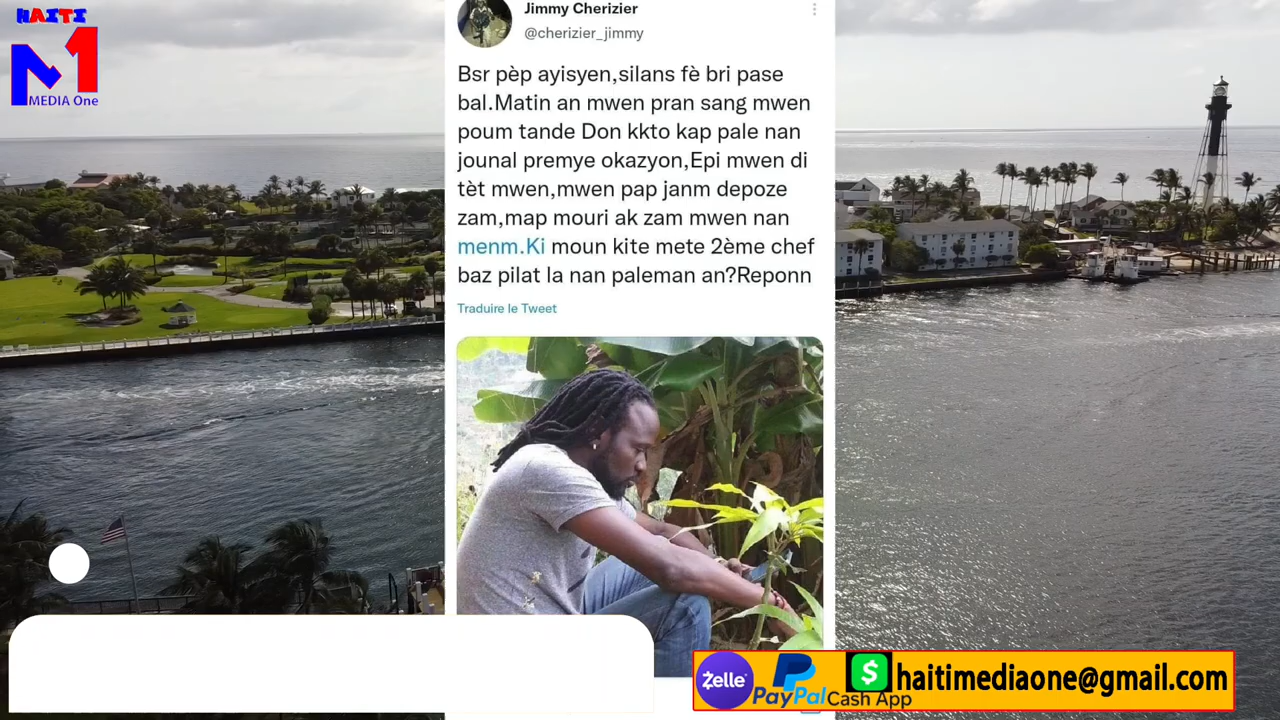 HAITI
M1
MEDIA One
Jimmy Cherizier
@cherizier_jimmy
Bsr pèp ayisyen,silans fè bri pase
bal.Matin an mwen pran sang mwen
poum tande Don kkto kap pale nan
jounal premye okazyon,Epi mwen di
tèt mwen,mwen pap janm depoze
zam,map mouri ak zam mwen nan
menm.Ki moun kite mete 2ème chef
baz pilat la nan paleman an?Reponn
Traduire le Tweet
Zelle
PayPal
$
Cash App
haitimediaone@gmail.com